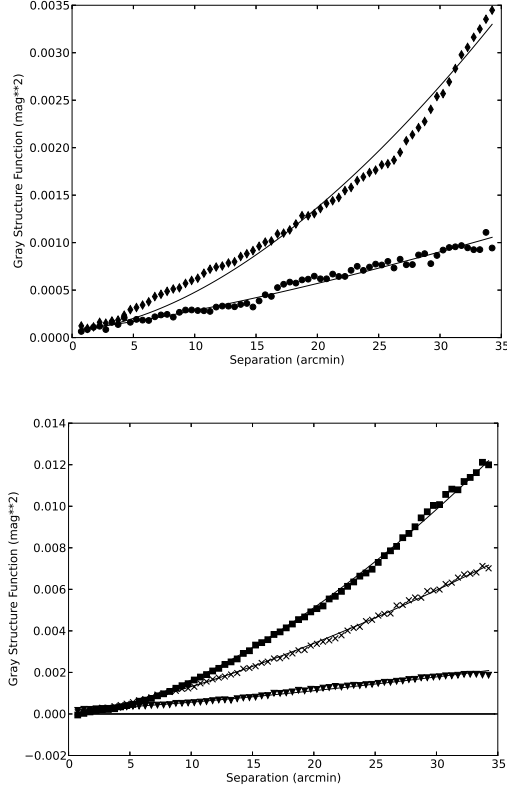 0.0035
0.0030
0.0025
0.0020
0.0015
0.0010
0.0005
0.0000
Gray Structure Function (mag**2)
0 5 10 15 20 25 30 35
Separation (arcmin)
0.014
0.012
0.010
0.008
0.006
0.004
0.002
0.000
−0.002
Gray Structure Function (mag**2)
0 5 10 15 20 25 30 35
Separation (arcmin)